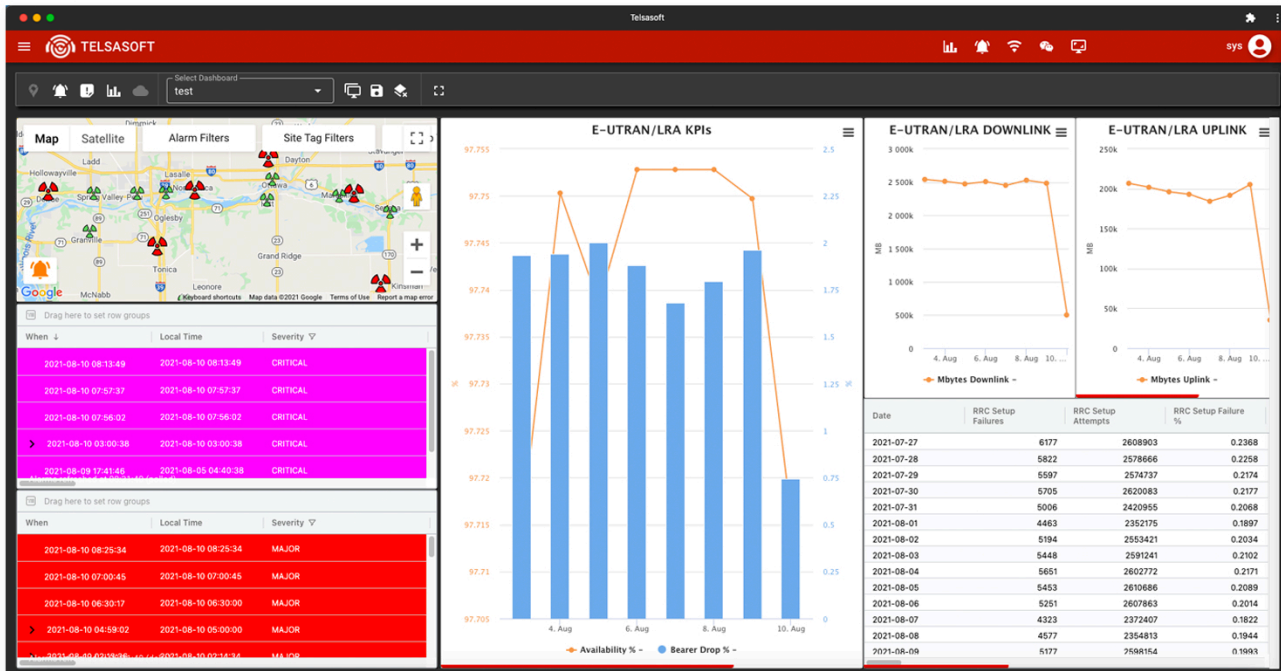 Telsasoft
TELSASOFT
sys
Select Dashboard
test
Map Satellite Alarm Filters Site Tag Filters
Dimmick
Ladd
Dayton
Hollowayville
Lasalle
Ottawa
Spring Valley
Oglesby
Granville
Grand Ridge
Tonica
Leonore
Kinsman
McNabb
Google
Keyboard shortcuts Map data ©2021 Google Terms of Use Report a map error
Drag here to set row groups
When Local Time Severity
2021-08-10 08:13:49 2021-08-10 08:13:49 CRITICAL
2021-08-10 07:57:37 2021-08-10 07:57:37 CRITICAL
2021-08-10 07:56:02 2021-08-10 07:56:02 CRITICAL
2021-08-10 03:00:38 2021-08-10 03:00:38 CRITICAL
2021-08-09 17:41:46 2021-08-05 04:40:38 CRITICAL
Drag here to set row groups
When Local Time Severity
2021-08-10 08:25:34 2021-08-10 08:25:34 MAJOR
2021-08-10 07:00:45 2021-08-10 07:00:45 MAJOR
2021-08-10 06:30:17 2021-08-10 06:30:00 MAJOR
2021-08-10 04:59:02 2021-08-10 05:00:00 MAJOR
2021-08-10 02:14:34 MAJOR
E-UTRAN/LRA KPIs
97.755 2.5
97.75 2.25
97.745 2
97.74 1.75
97.735 1.5
% 97.73 1.25 %
97.725 1
97.72 0.75
97.715 0.5
97.71 0.25
97.705 0
4. Aug 6. Aug 8. Aug 10. Aug
Availability % – Bearer Drop % –
E-UTRAN/LRA DOWNLINK
3 000k
2 500k
2 000k
MB
1 500k
1 000k
500k
0
4. Aug 6. Aug 8. Aug 10. ...
Mbytes Downlink –
E-UTRAN/LRA UPLINK
250k
200k
150k
MB
100k
50k
0
4. Aug 6. Aug 8. Aug 10. ...
Mbytes Uplink –
Date RRC Setup Failures RRC Setup Attempts RRC Setup Failure %
2021-07-27 6177 2608903 0.2368
2021-07-28 5822 2578666 0.2258
2021-07-29 5597 2574737 0.2174
2021-07-30 5705 2620083 0.2177
2021-07-31 5006 2420955 0.2068
2021-08-01 4463 2352175 0.1897
2021-08-02 5194 2553421 0.2034
2021-08-03 5448 2591241 0.2102
2021-08-04 5651 2602772 0.2171
2021-08-05 5453 2610686 0.2089
2021-08-06 5251 2607863 0.2014
2021-08-07 4323 2372407 0.1822
2021-08-08 4577 2354813 0.1944
2021-08-09 5177 2598154 0.1993